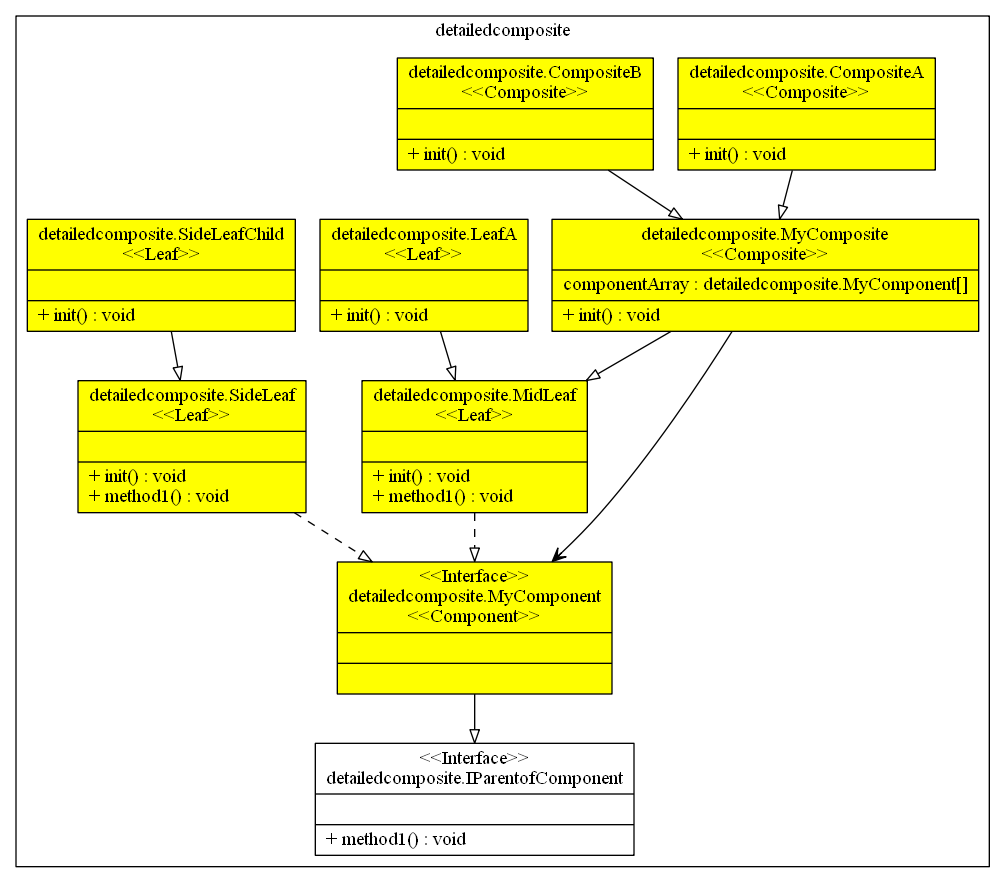 detailedcomposite
detailedcomposite.CompositeB
<<Composite>>
+ init() : void
detailedcomposite.CompositeA
<<Composite>>
+ init() : void
detailedcomposite.SideLeafChild
<<Leaf>>
+ init() : void
detailedcomposite.LeafA
<<Leaf>>
+ init() : void
detailedcomposite.MyComposite
<<Composite>>
componentArray : detailedcomposite.MyComponent[]
+ init() : void
detailedcomposite.SideLeaf
<<Leaf>>
+ init() : void
+ method1() : void
detailedcomposite.MidLeaf
<<Leaf>>
+ init() : void
+ method1() : void
<<Interface>>
detailedcomposite.MyComponent
<<Component>>
<<Interface>>
detailedcomposite.IParentofComponent
+ method1() : void